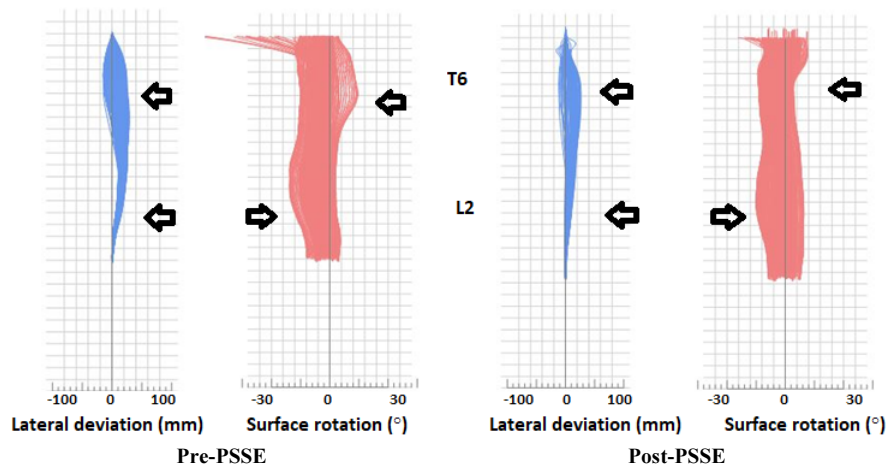 T6
L2
-100 0 100
-30 0 30
-100 0 100
-30 0 30
Lateral deviation (mm) Surface rotation (°) Lateral deviation (mm) Surface rotation (°)
Pre-PSSE Post-PSSE